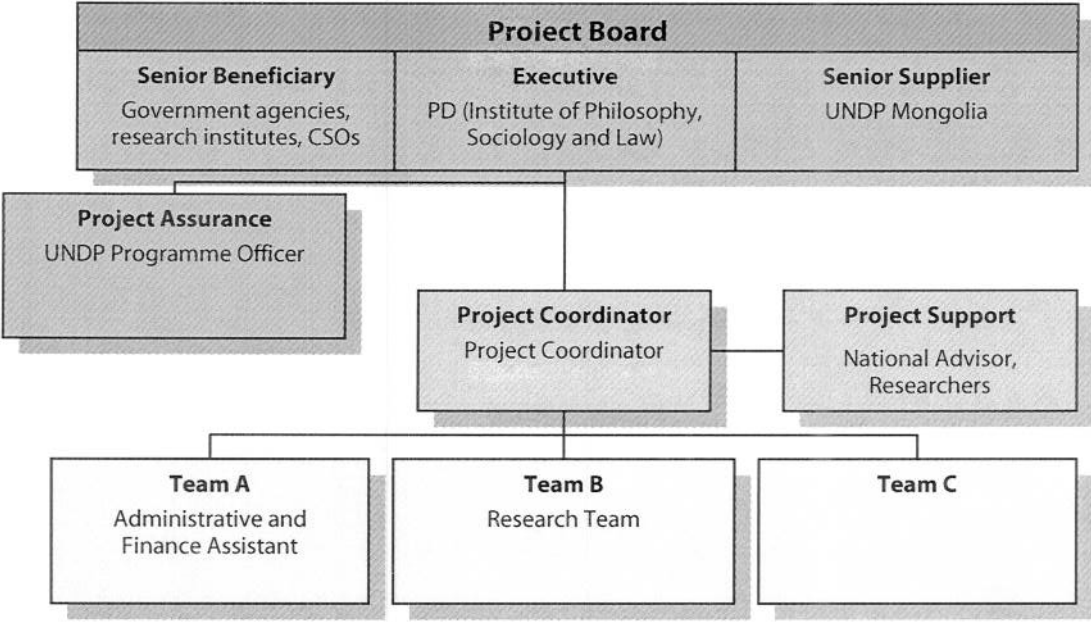 Project Board
Senior Beneficiary
Government agencies,
research institutes, CSOs
Executive
PD (Institute of Philosophy,
Sociology and Law)
Senior Supplier
UNDP Mongolia
Project Assurance
UNDP Programme Officer
Project Coordinator
Project Coordinator
Project Support
National Advisor,
Researchers
Team A
Administrative and
Finance Assistant
Team B
Research Team
Team C